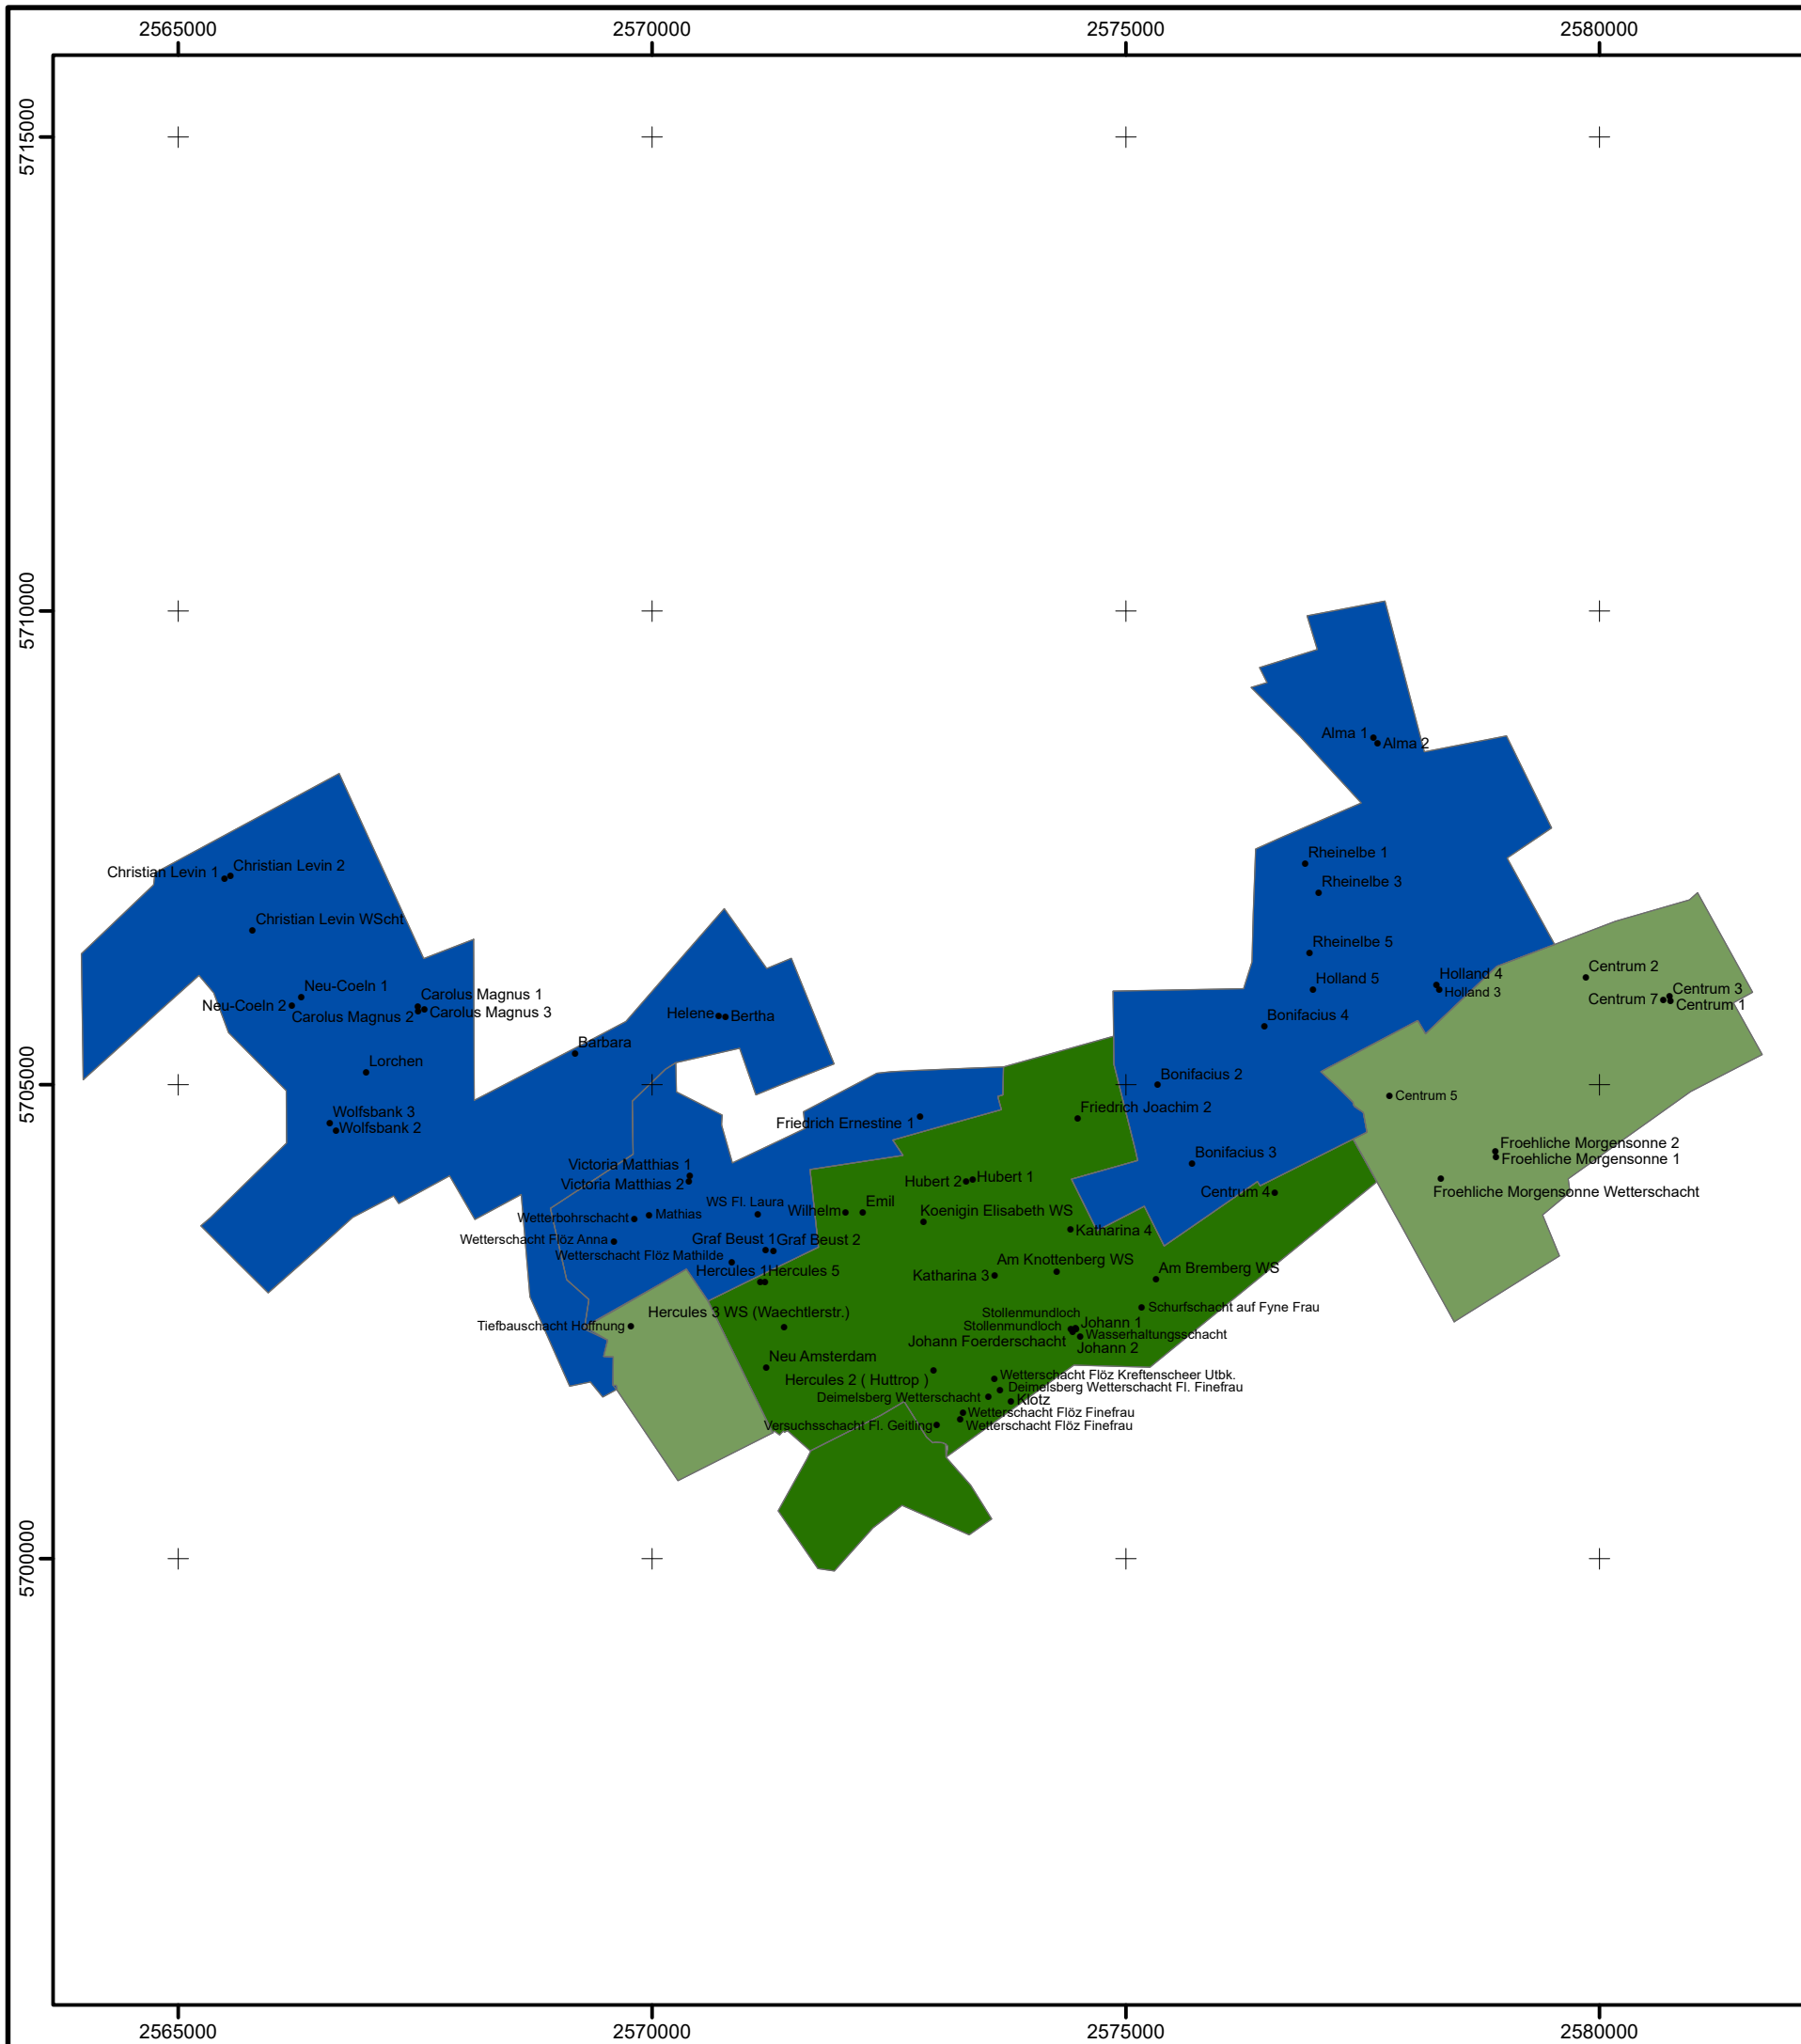 2565000
2570000
2575000
2580000
5715000
5710000
Alma 1
Alma 2
Rheinelbe 1
Christian Levin 2
Christian Levin 1
Rheinelbe 3
Christian Levin WScht
Rheinelbe 5
Centrum 2
Holland 4
Holland 5
Neu-Coeln 1
Centrum 3
Holland 3
Carolus Magnus 1
Centrum 7
Centrum 1
Neu-Coeln 2
Carolus Magnus 3
Helene
Bertha
Carolus Magnus 2
Bonifacius 4
Barbara
Lorchen
5705000
Bonifacius 2
Centrum 5
Friedrich Joachim 2
Wolfsbank 3
Friedrich Ernestine 1
Wolfsbank 2
Froehliche Morgensonne 2
Bonifacius 3
Froehliche Morgensonne 1
Victoria Matthias 1
Hubert 1
Hubert 2
Victoria Matthias 2
Centrum 4
Froehliche Morgensonne Wetterschacht
WS Fl. Laura
Emil
Wilhelm
Koenigin Elisabeth WS
Mathias
Wetterbohrschacht
Katharina 4
Wetterschacht Flöz Anna
Graf Beust 1
Graf Beust 2
Wetterschacht Flöz Mathilde
Am Knottenberg WS
Am Bremberg WS
Hercules 1
Hercules 5
Katharina 3
Schurfschacht auf Fyne Frau
Hercules 3 WS (Waechtlerstr.)
Stollenmundloch
Johann 1
Tiefbauschacht Hoffnung
Stollenmundloch
Wasserhaltungsschacht
Johann Foerderschacht
Johann 2
Neu Amsterdam
Wetterschacht Flöz Kreftenscheer Utbk.
Hercules 2 ( Huttrop )
Deimelsberg Wetterschacht Fl. Finefrau
Deimelsberg Wetterschacht
Klotz
Wetterschacht Flöz Finefrau
Versuchsschacht Fl. Geitling
Wetterschacht Flöz Finefrau
5700000
2565000
2570000
2575000
2580000